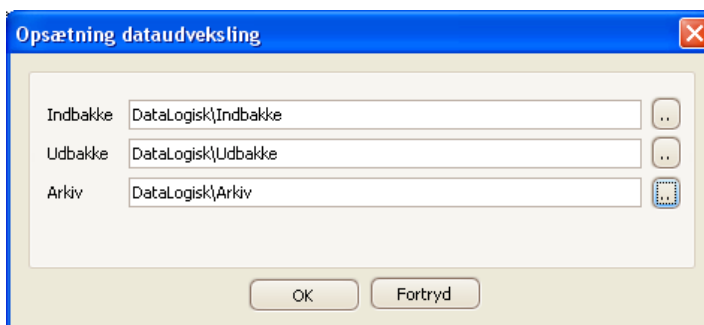 Opsætning dataudveksling
Indbakke DataLogisk\Indbakke ..
Udbakke DataLogisk\Udbakke ..
Arkiv DataLogisk\Arkiv ..
OK Fortryd